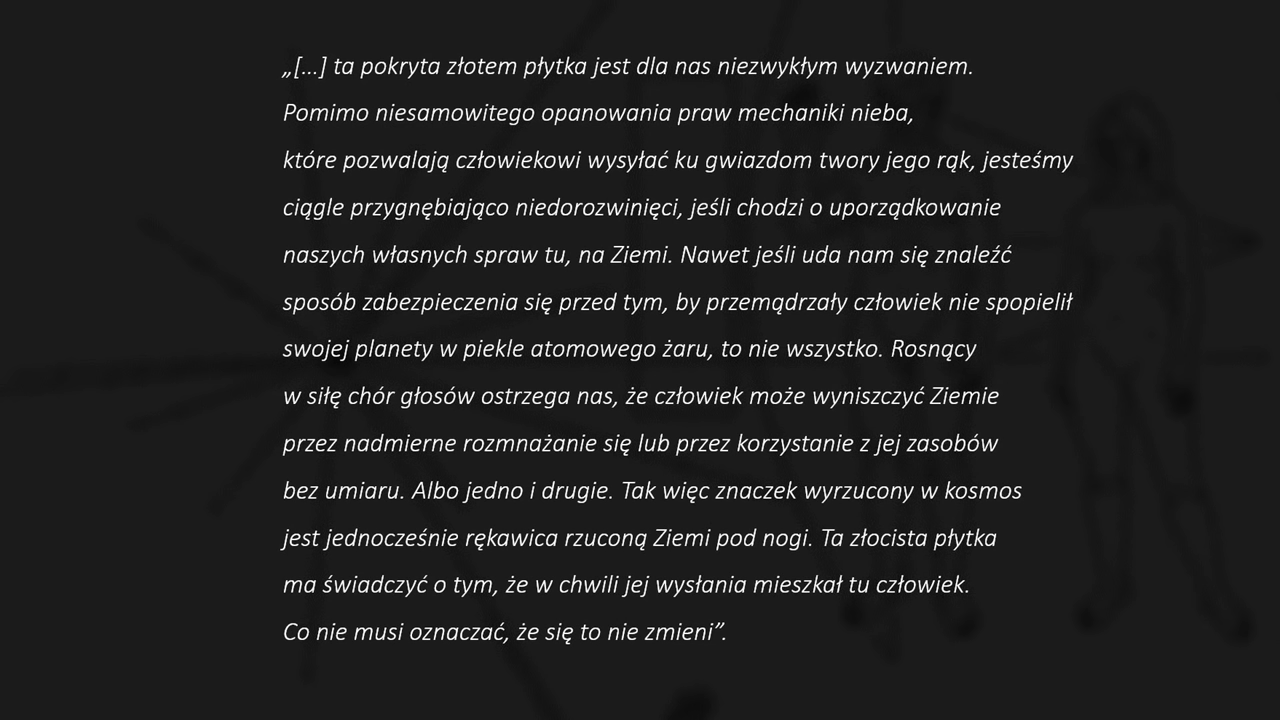 „[…] ta pokryta złotem płytka jest dla nas niezwykłym wyzwaniem.
Pomimo niesamowitego opanowania praw mechaniki nieba,
które pozwalają człowiekowi wysyłać ku gwiazdom twory jego rąk, jesteśmy
ciągle przygnębiająco niedorozwinięci, jeśli chodzi o uporządkowanie
naszych własnych spraw tu, na Ziemi. Nawet jeśli uda nam się znaleźć
sposób zabezpieczenia się przed tym, by przemądrzały człowiek nie spopielił
swojej planety w piekle atomowego żaru, to nie wszystko. Rosnący
w siłę chór głosów ostrzega nas, że człowiek może wyniszczyć Ziemie
przez nadmierne rozmnażanie się lub przez korzystanie z jej zasobów
bez umiaru. Albo jedno i drugie. Tak więc znaczek wyrzucony w kosmos
jest jednocześnie rękawica rzuconą Ziemi pod nogi. Ta złocista płytka
ma świadczyć o tym, że w chwili jej wysłania mieszkał tu człowiek.
Co nie musi oznaczać, że się to nie zmieni”.